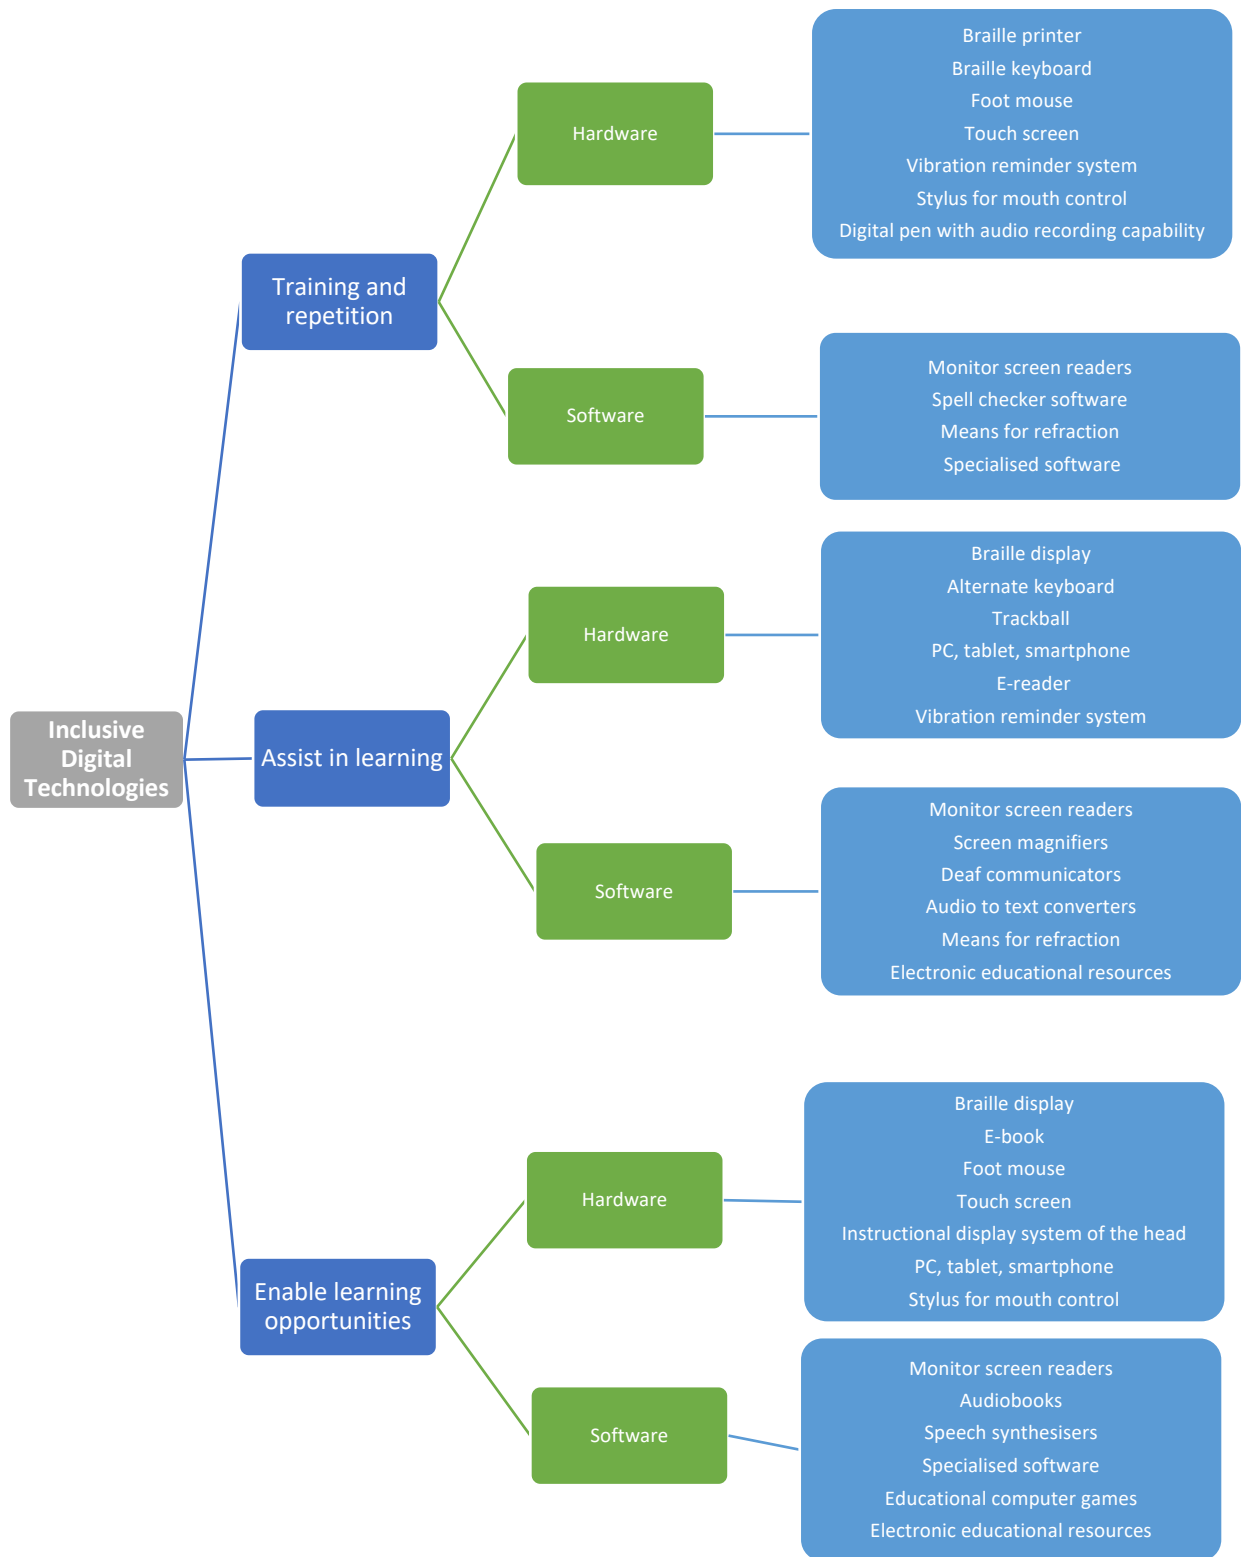 Inclusive
Digital
Technologies
Training and
repetition
Hardware
Braille printer
Braille keyboard
Foot mouse
Touch screen
Vibration reminder system
Stylus for mouth control
Digital pen with audio recording capability
Software
Monitor screen readers
Spell checker software
Means for refraction
Specialised software
Assist in learning
Hardware
Braille display
Alternate keyboard
Trackball
PC, tablet, smartphone
E-reader
Vibration reminder system
Software
Monitor screen readers
Screen magnifiers
Deaf communicators
Audio to text converters
Means for refraction
Electronic educational resources
Enable learning
opportunities
Hardware
Braille display
E-book
Foot mouse
Touch screen
Instructional display system of the head
PC, tablet, smartphone
Stylus for mouth control
Software
Monitor screen readers
Audiobooks
Speech synthesisers
Specialised software
Educational computer games
Electronic educational resources